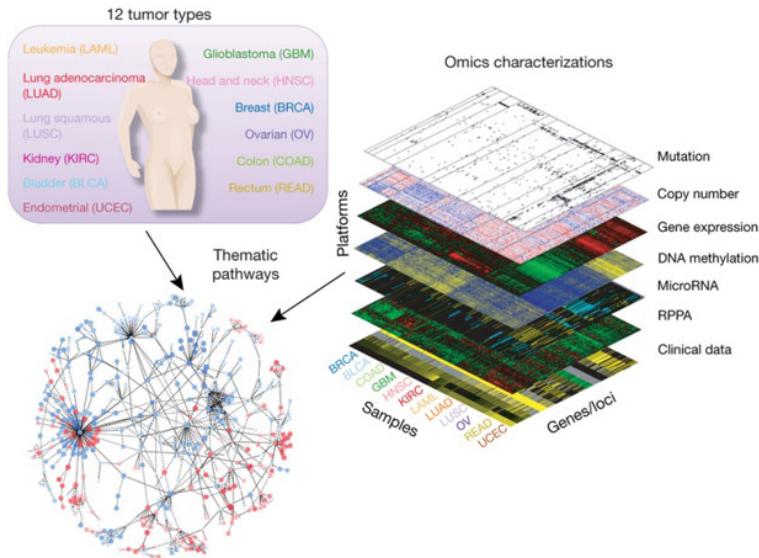 12 tumor types
Leukemia (LAML)
Lung adenocarcinoma
(LUAD)
Lung squamous
(LUSC)
Kidney (KIRC)
Bladder (BLCA)
Endometrial (UCEC)
Glioblastoma (GBM)
Head and neck (HNSC)
Breast (BRCA)
Ovarian (OV)
Colon (COAD)
Rectum (READ)
Omics characterizations
Mutation
Copy number
Gene expression
DNA methylation
MicroRNA
RPPA
Clinical data
Platforms
Thematic
pathways
BRCA
BLCA
COAD
GBM
HNSC
KIRC
LAML
LUAD
LUSC
OV
READ
UCEC
Samples
Genes/loci